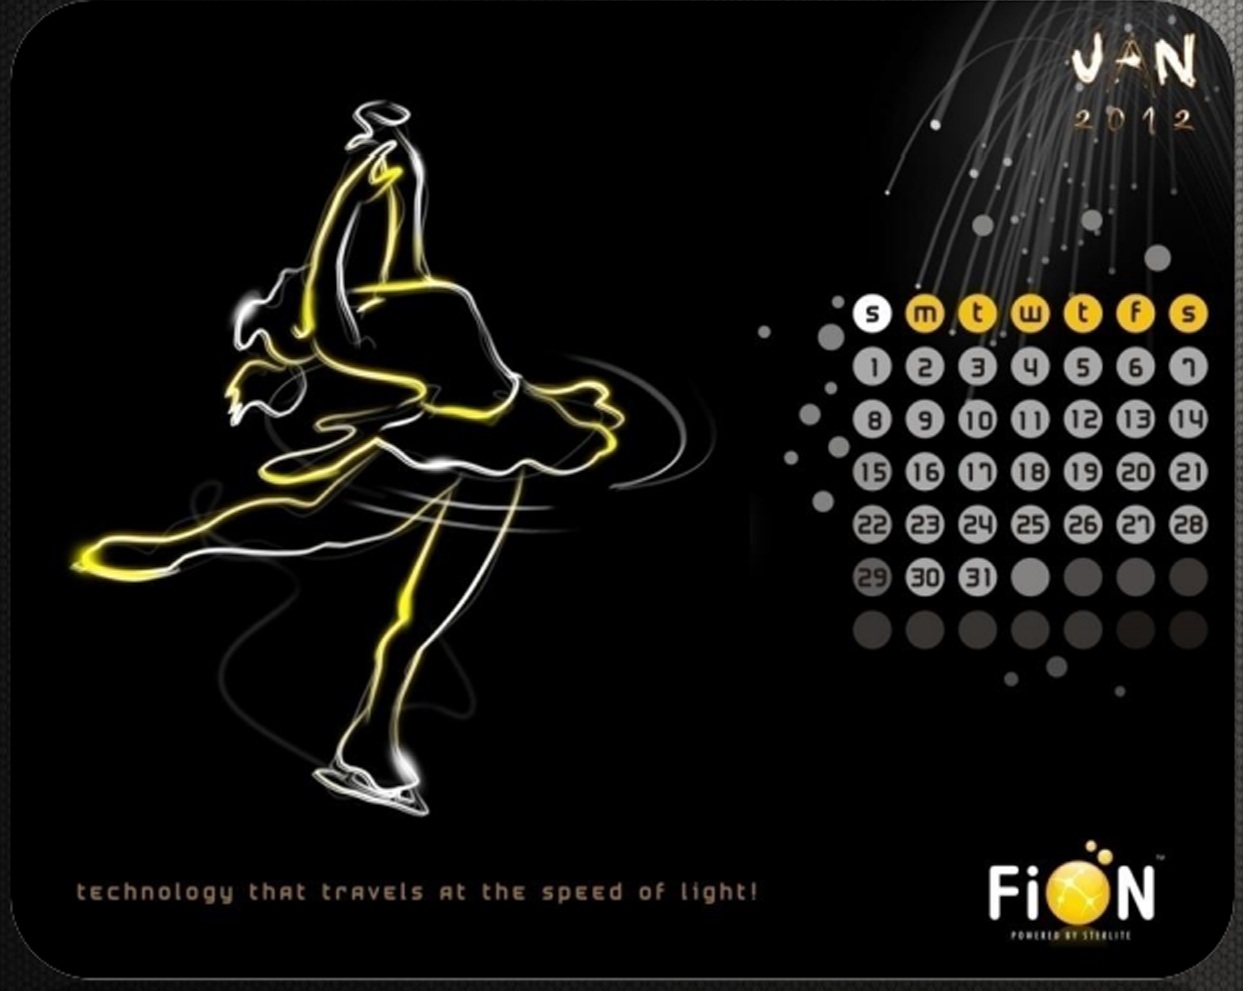 JAN
2012
s m t w t f s
1 2 3 4 5 6 7
8 9 10 11 12 13 14
15 16 17 18 19 20 21
22 23 24 25 26 27 28
29 30 31
technology that travels at the speed of light!
FiON™
POWERED BY STERLITE